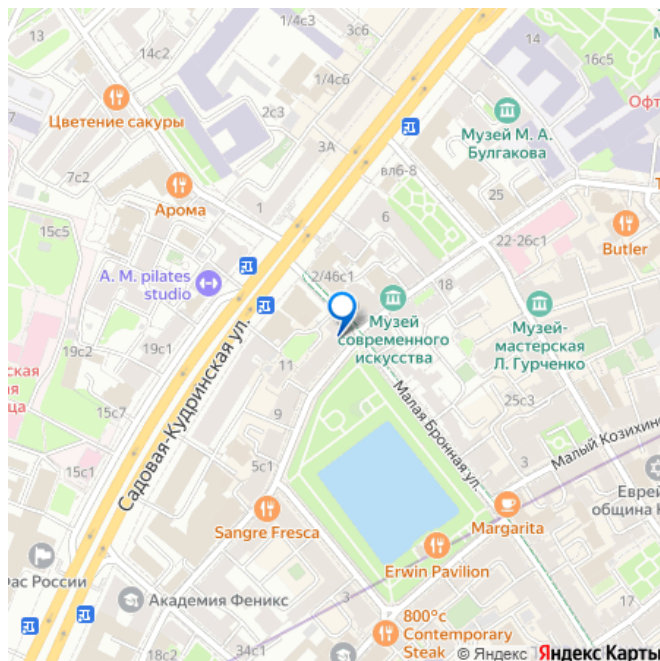 13
14с2
1/4с3
1/4с6
16с5
Цветение сакуры
2с3
3А
Музей М. А.
Булгакова
Офт
7с2
вл6-8
Арома
1
6
25
15с5
22-26с1
Butler
A. M. pilates
studio
2/46с1
18
Музей
современного
искусства
Музей-
мастерская
Л. Гурченко
19с2
19с1
ская
ая
ца
11
15с7
9
Садовая-Кудринская ул.
Малая Бронная ул.
25с3
15с1
5с1
3
Малый Козихинс
Sangre Fresca
Margarita
Еврей
община К
Erwin Pavilion
Фас России
Академия Феникс
3
17
800°c
Contemporary
Steak
34с1
© Яндекс Яндекс Карты